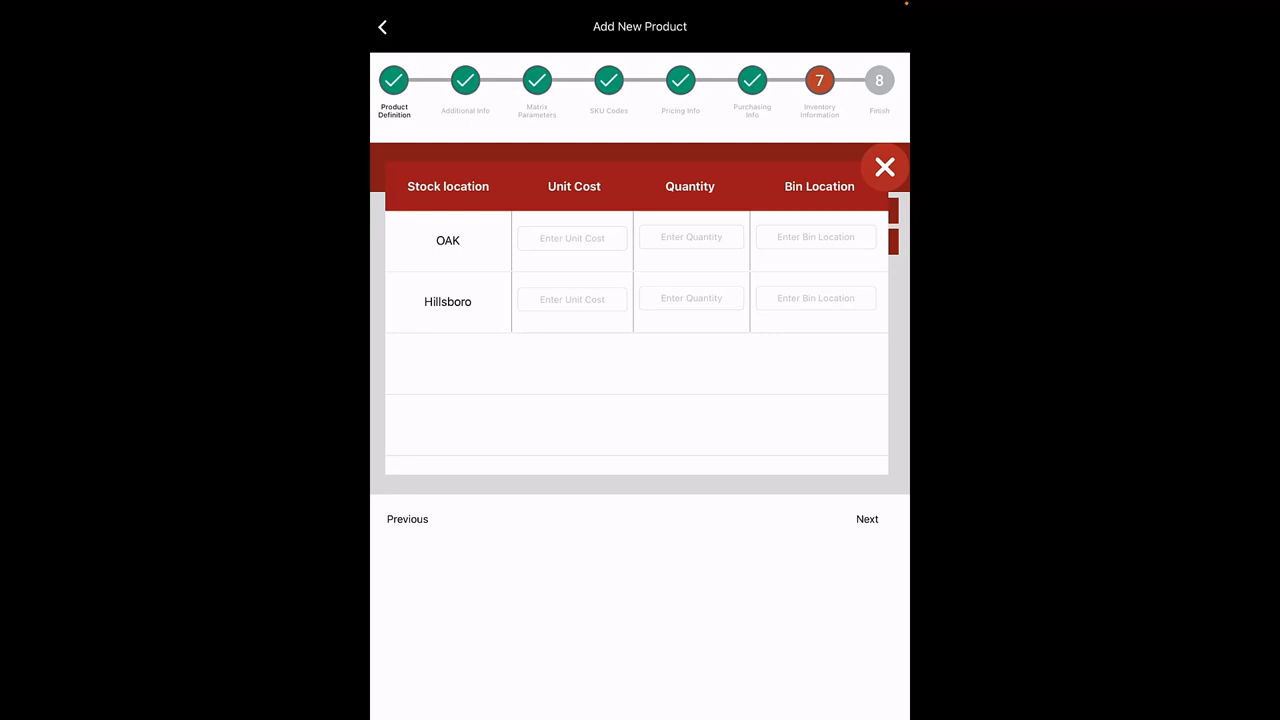 Add New Product
7
8
Product
Definition
Additional Info
Matrix
Parameters
SKU Codes
Pricing Info
Purchasing
Info
Inventory
Information
Finish
Stock location
Unit Cost
Quantity
Bin Location
OAK
Enter Unit Cost
Enter Quantity
Enter Bin Location
Hillsboro
Enter Unit Cost
Enter Quantity
Enter Bin Location
Previous
Next